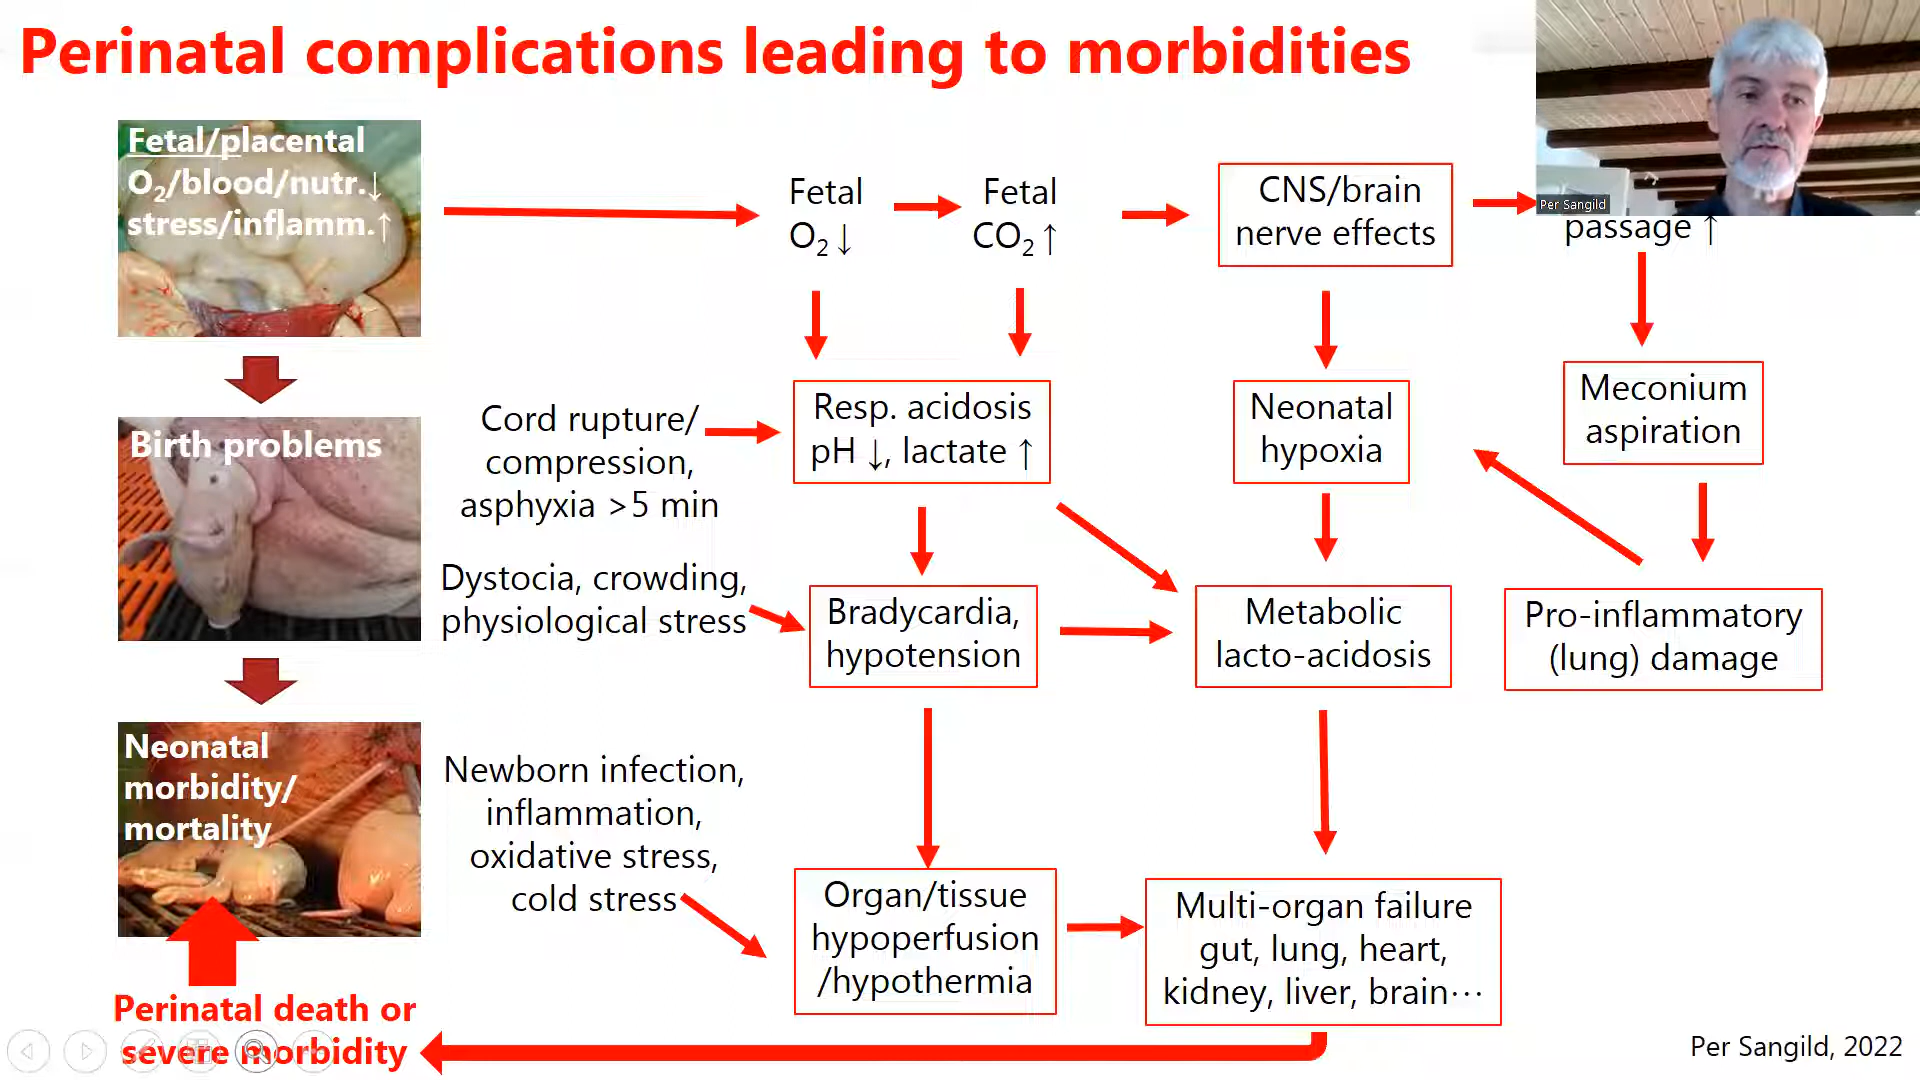 Perinatal complications leading to morbidities
Fetal/placental
O₂/blood/nutr.↓
stress/inflamm.↑
Fetal
O₂ ↓
Fetal
CO₂ ↑
CNS/brain
nerve effects
Per Sangild
passage ↑
Birth problems
Cord rupture/
compression,
asphyxia >5 min
Resp. acidosis
pH ↓, lactate ↑
Neonatal
hypoxia
Meconium
aspiration
Dystocia, crowding,
physiological stress
Bradycardia,
hypotension
Metabolic
lacto-acidosis
Pro-inflammatory
(lung) damage
Neonatal
morbidity/
mortality
Newborn infection,
inflammation,
oxidative stress,
cold stress
Organ/tissue
hypoperfusion
/hypothermia
Multi-organ failure
gut, lung, heart,
kidney, liver, brain⋯
Perinatal death or
severe morbidity
Per Sangild, 2022